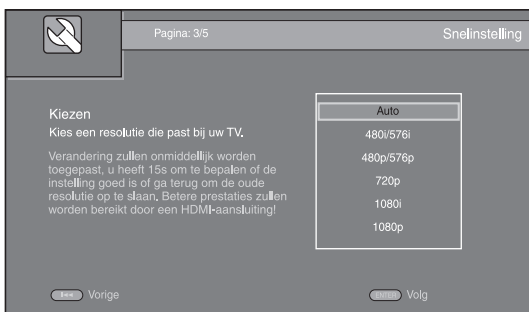 Pagina: 3/5
Snelinstelling
Kiezen
Kies een resolutie die past bij uw TV.
Verandering zullen onmiddelijk worden
toegepast, u heeft 15s om te bepalen of de
instelling goed is of ga terug om de oude
resolutie op te slaan. Betere prestaties zullen
worden bereikt door een HDMI-aansluiting!
Auto
480i/576i
480p/576p
720p
1080i
1080p
Vorige
ENTER Volg